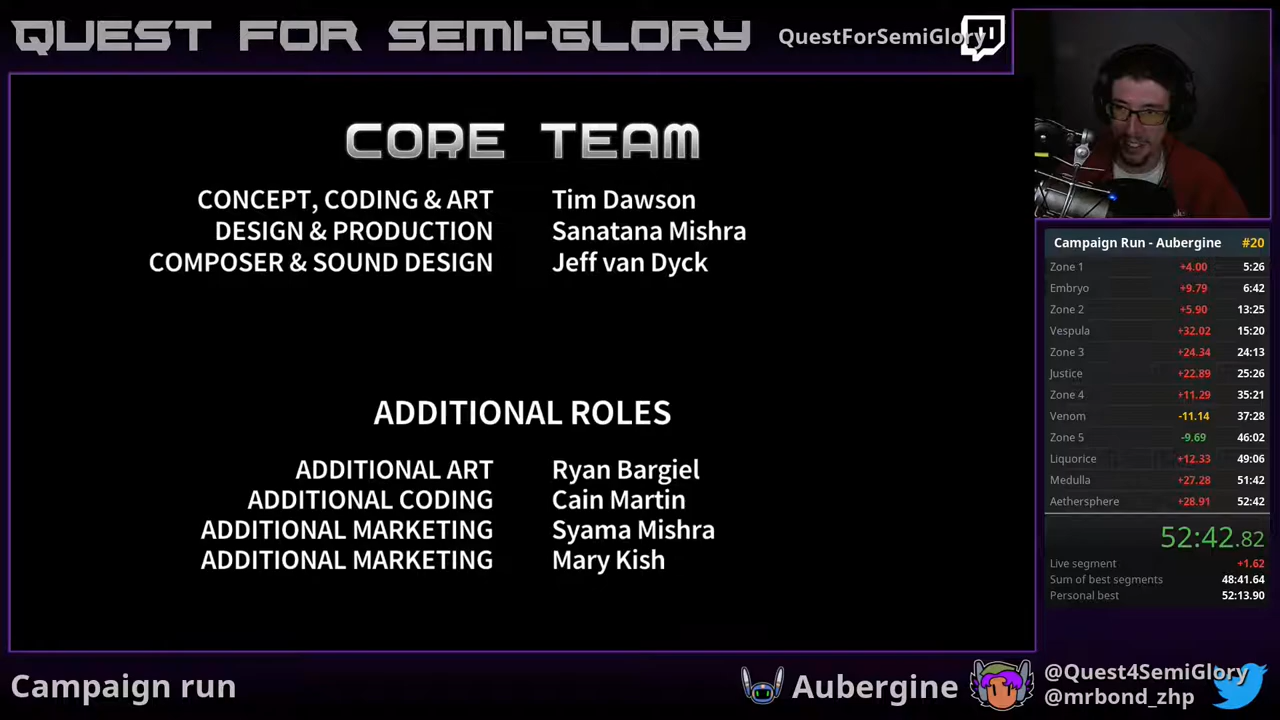 QUEST FOR SEMI-GLORY
QuestForSemiGlory
CORE TEAM
CONCEPT, CODING & ART Tim Dawson
DESIGN & PRODUCTION Sanatana Mishra
COMPOSER & SOUND DESIGN Jeff van Dyck
ADDITIONAL ROLES
ADDITIONAL ART Ryan Bargiel
ADDITIONAL CODING Cain Martin
ADDITIONAL MARKETING Syama Mishra
ADDITIONAL MARKETING Mary Kish
Campaign Run - Aubergine #20
Zone 1 +4.00 5:26
Embryo +9.79 6:42
Zone 2 +5.90 13:25
Vespula +32.02 15:20
Zone 3 +24.34 24:13
Justice +22.89 25:26
Zone 4 +11.29 35:21
Venom -11.14 37:28
Zone 5 -9.69 46:02
Liquorice +12.33 49:06
Medulla +27.28 51:42
Aethersphere +28.91 52:42
52:42.82
Live segment +1.62
Sum of best segments 48:41.64
Personal best 52:13.90
Campaign run
Aubergine
@Quest4SemiGlory
@mrbond_zhp